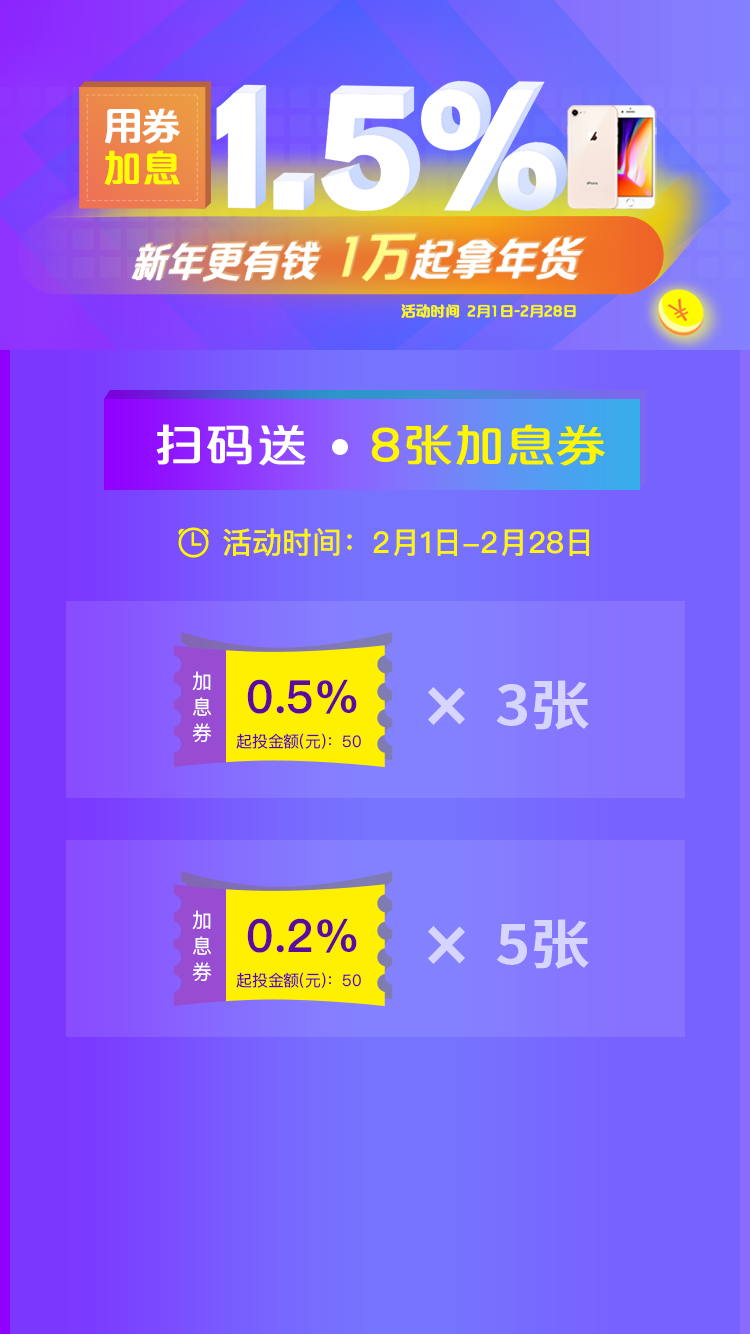 用券
加息
1.5%
新年更有钱 1万起拿年货
活动时间 2月1日-2月28日
扫码送·8张加息券
活动时间：2月1日-2月28日
加息券
0.5%
起投金额(元)：50
× 3张
加息券
0.2%
起投金额(元)：50
× 5张